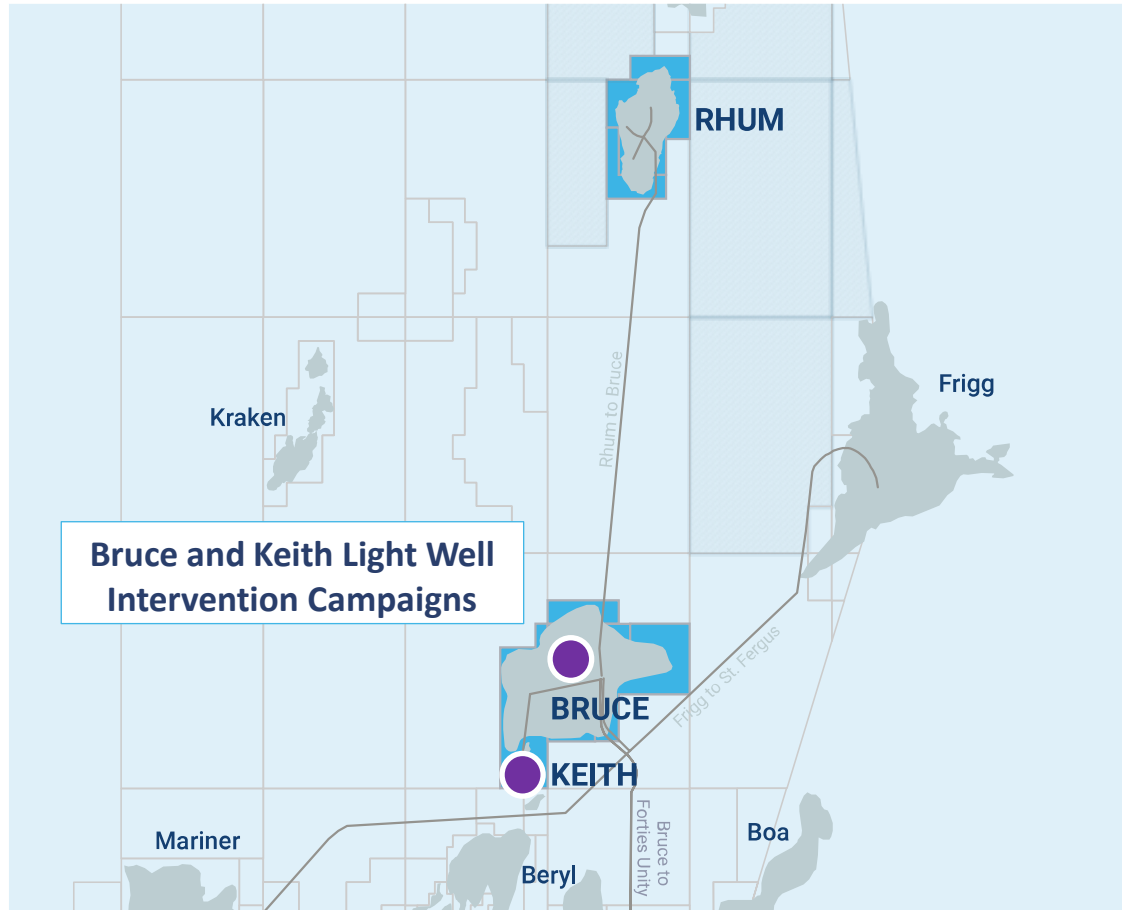 RHUM
Rhum to Bruce
Frigg
Kraken
Bruce and Keith Light Well
Intervention Campaigns
Frigg to St. Fergus
BRUCE
KEITH
Bruce to
Forties Unity
Mariner
Boa
Beryl